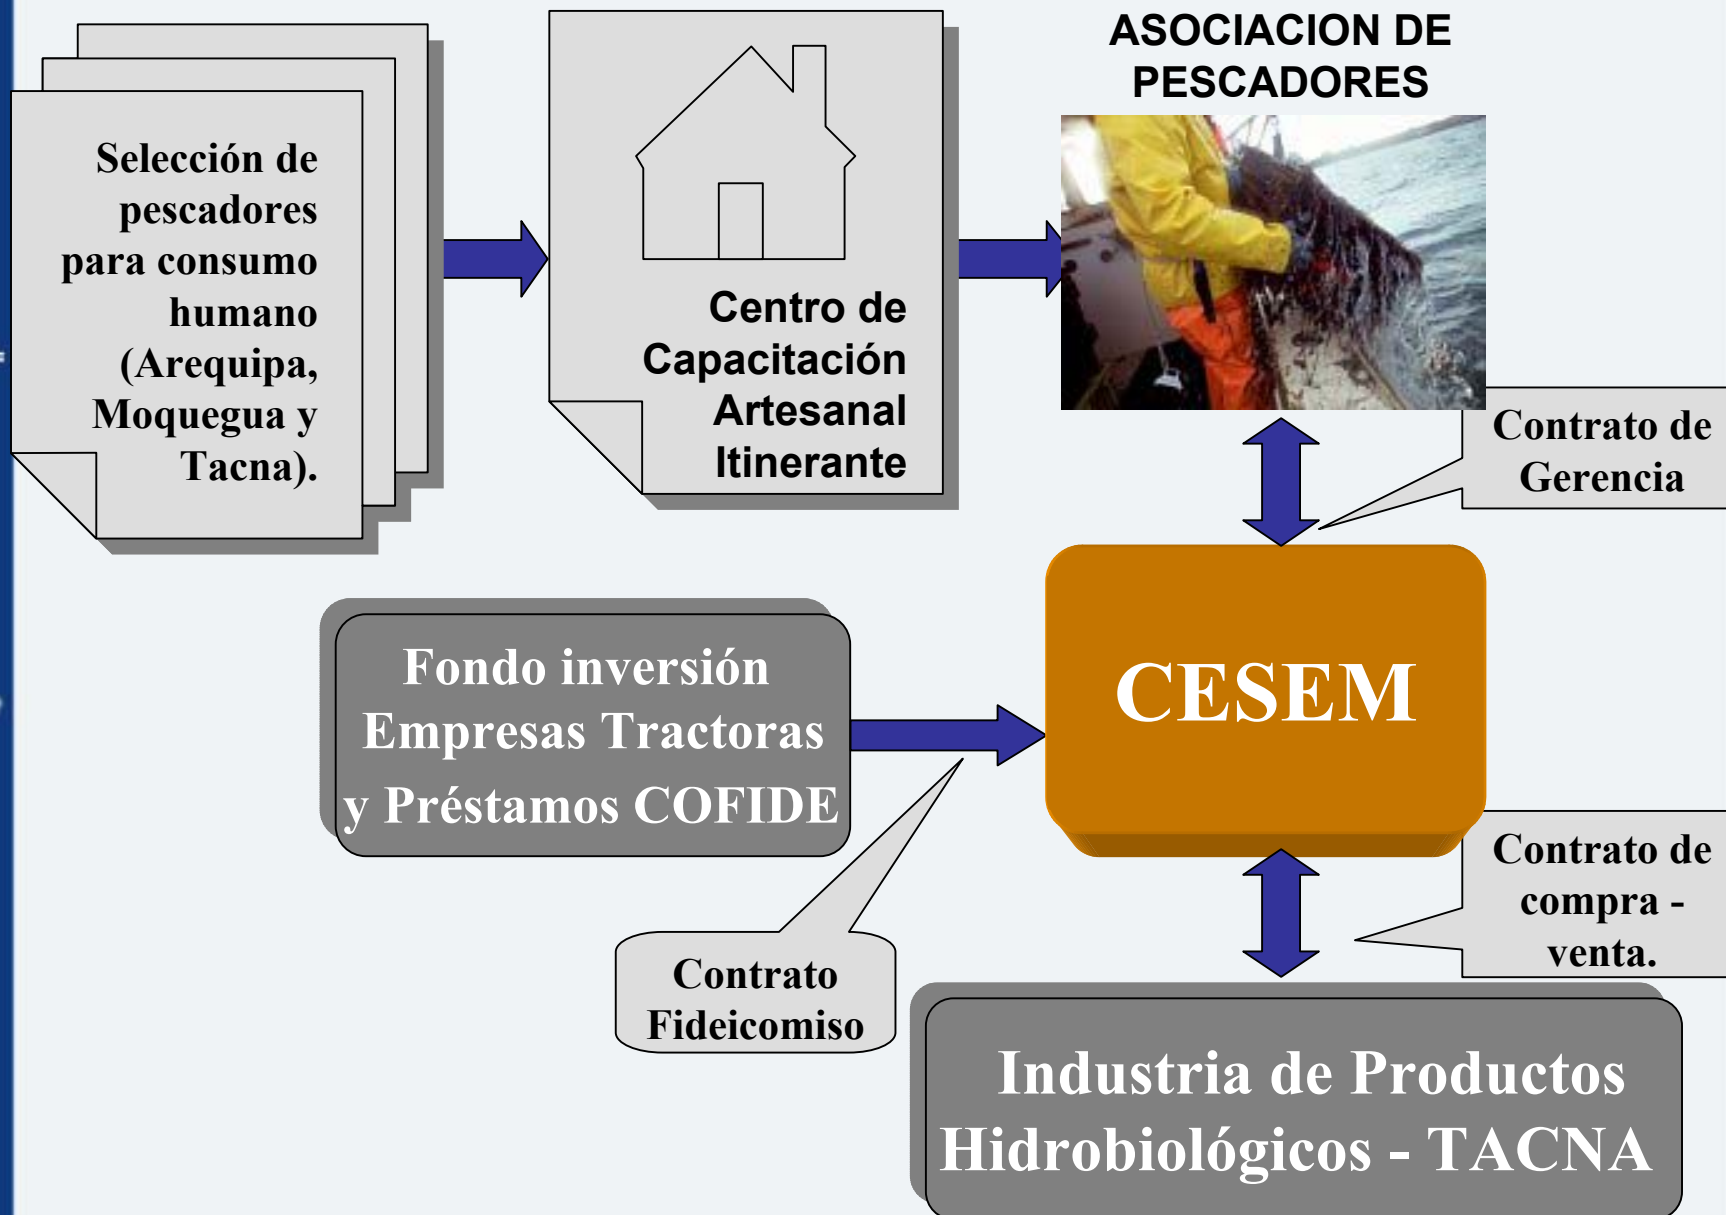 Selección de
pescadores
para consumo
humano
(Arequipa,
Moquegua y
Tacna).
Centro de
Capacitación
Artesanal
Itinerante
ASOCIACION DE
PESCADORES
Contrato de
Gerencia
Fondo inversión
Empresas Tractoras
y Préstamos COFIDE
CESEM
Contrato
Fideicomiso
Contrato de
compra -
venta.
Industria de Productos
Hidrobiológicos - TACNA